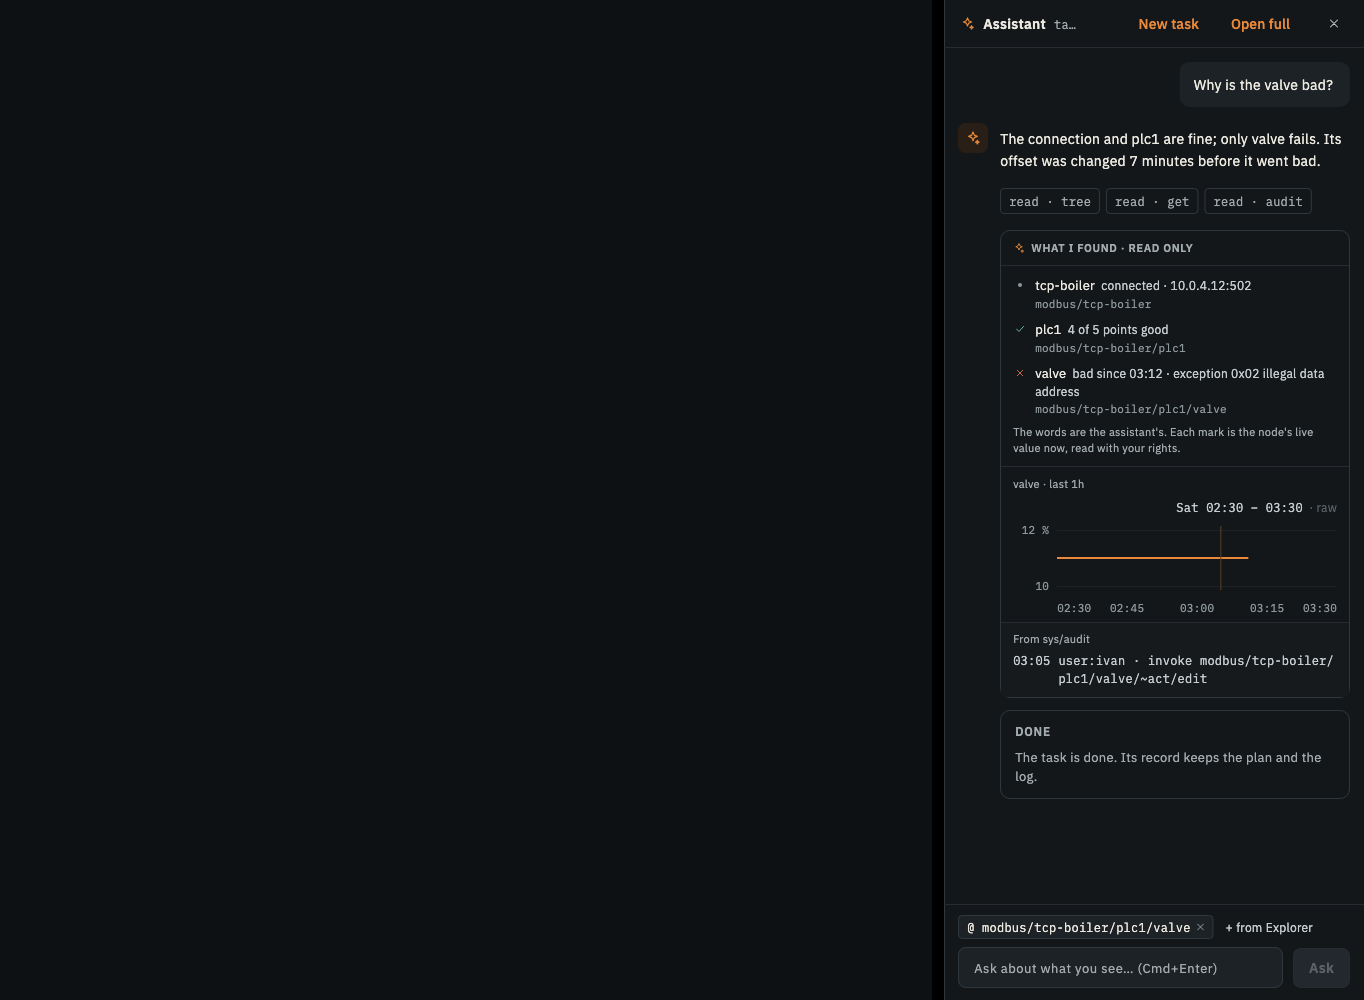 Assistant ta…
New task
Open full
Why is the valve bad?
The connection and plc1 are fine; only valve fails. Its
offset was changed 7 minutes before it went bad.
read · tree
read · get
read · audit
WHAT I FOUND · READ ONLY
tcp-boiler connected · 10.0.4.12:502
modbus/tcp-boiler
plc1 4 of 5 points good
modbus/tcp-boiler/plc1
valve bad since 03:12 · exception 0x02 illegal data
address
modbus/tcp-boiler/plc1/valve
The words are the assistant's. Each mark is the node's live
value now, read with your rights.
valve · last 1h
Sat 02:30 – 03:30 · raw
12 %
10
02:30 02:45 03:00 03:15 03:30
From sys/audit
03:05 user:ivan · invoke modbus/tcp-boiler/
plc1/valve/~act/edit
DONE
The task is done. Its record keeps the plan and the
log.
@ modbus/tcp-boiler/plc1/valve ×
+ from Explorer
Ask about what you see… (Cmd+Enter)
Ask